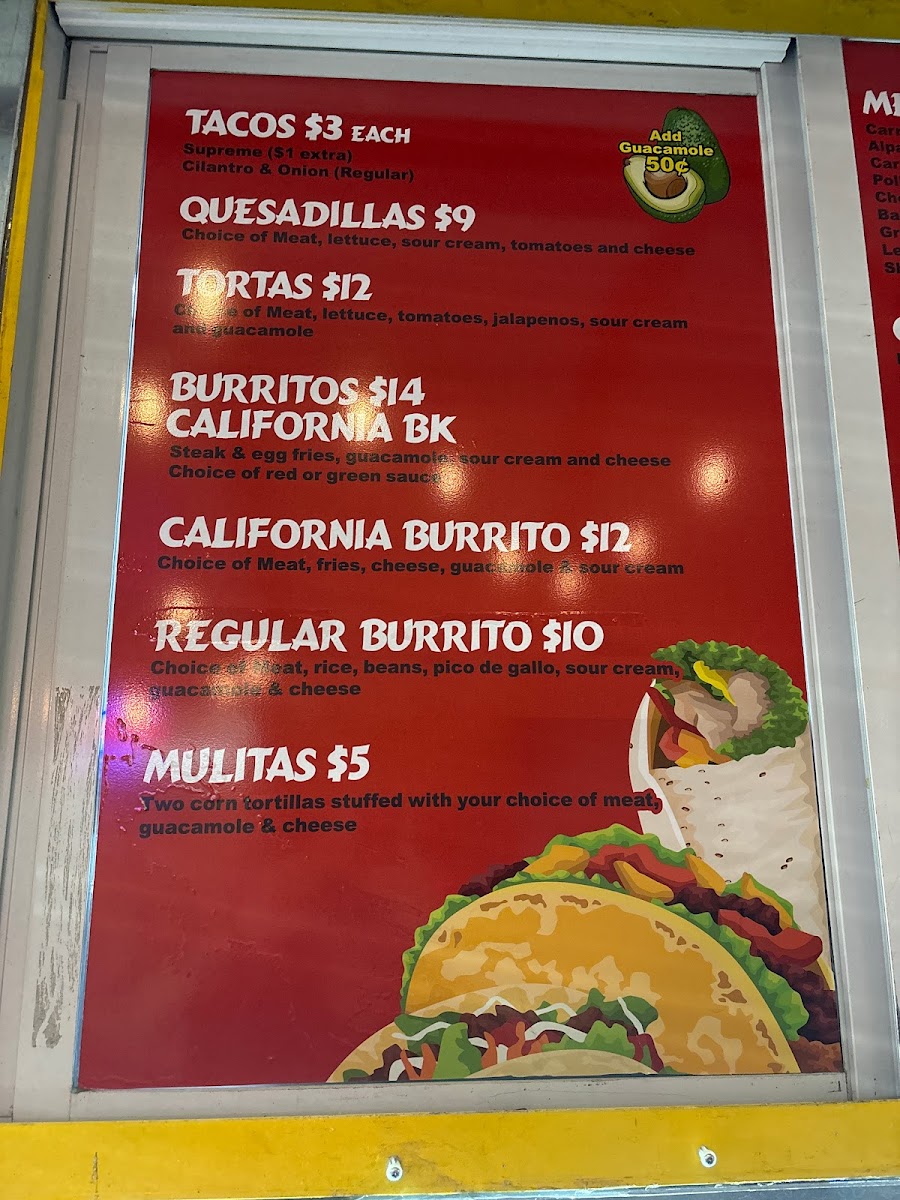 TACOS $3 EACH
Supreme ($1 extra)
Cilantro & Onion (Regular)
Add
Guacamole
50¢
QUESADILLAS $9
Choice of Meat, lettuce, sour cream, tomatoes and cheese
TORTAS $12
Choice of Meat, lettuce, tomatoes, jalapenos, sour cream
and guacamole
BURRITOS $14
CALIFORNIA BK
Steak & egg fries, guacamole, sour cream and cheese
Choice of red or green sauce
CALIFORNIA BURRITO $12
Choice of Meat, fries, cheese, guacamole & sour cream
REGULAR BURRITO $10
Choice of Meat, rice, beans, pico de gallo, sour cream,
guacamole & cheese
MULITAS $5
Two corn tortillas stuffed with your choice of meat,
guacamole & cheese